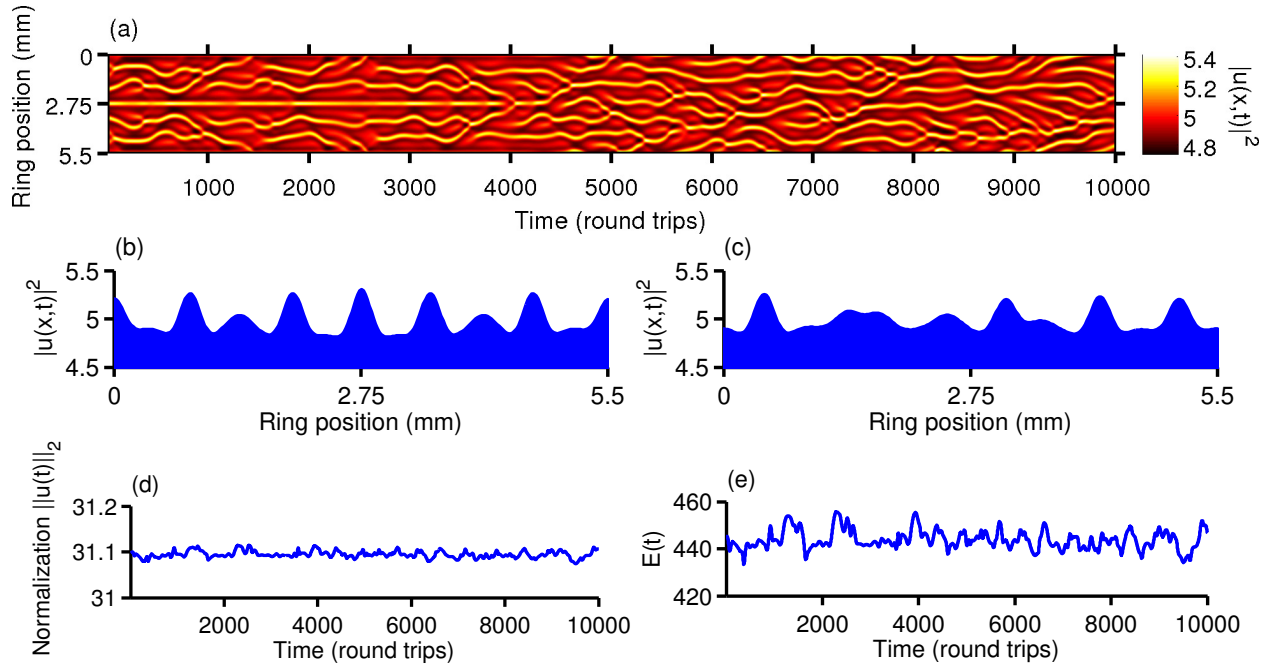 (a)
Ring position (mm)
0
2.75
5.5
1000 2000 3000 4000 5000 6000 7000 8000 9000 10000
Time (round trips)
5.4
5.2
5
4.8
|u(x,t)|²
(b)
|u(x,t)|²
5.5
5
4.5
0 2.75 5.5
Ring position (mm)
(c)
|u(x,t)|²
5.5
5
4.5
0 2.75 5.5
Ring position (mm)
(d)
Normalization ||u(t)||₂
31.2
31.1
31
2000 4000 6000 8000 10000
Time (round trips)
(e)
E(t)
460
440
420
2000 4000 6000 8000 10000
Time (round trips)